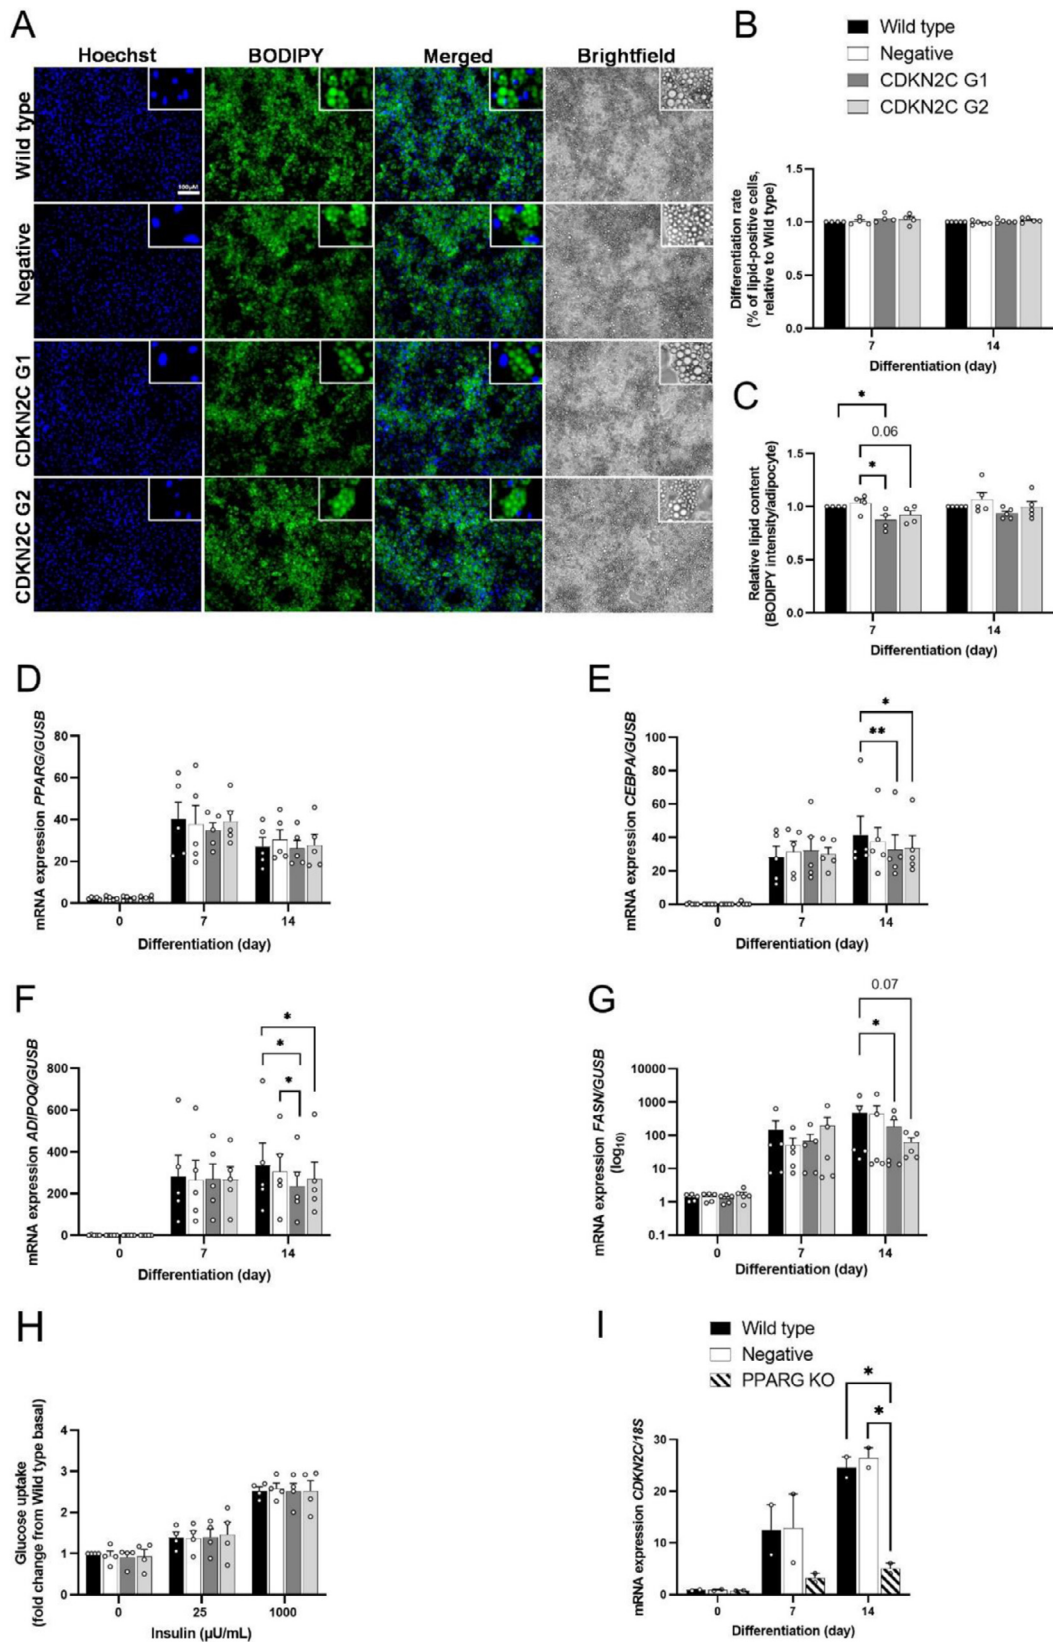 A
Hoechst
BODIPY
Merged
Brightfield
Wild type
Negative
CDKN2C G1
CDKN2C G2
B
Wild type
Negative
CDKN2C G1
CDKN2C G2
Differentiation rate
(% of lipid-positive cells,
relative to Wild type)
1.5
1.0
0.5
0.0
7
14
Differentiation (day)
C
*
0.06
*
Relative lipid content
(BODIPY intensity/adipocyte)
1.5
1.0
0.5
0.0
7
14
Differentiation (day)
D
mRNA expression PPARG/GUSB
80
60
40
20
0
0
7
14
Differentiation (day)
E
*
**
mRNA expression CEBPA/GUSB
100
80
60
40
20
0
0
7
14
Differentiation (day)
F
*
*
*
mRNA expression ADIPOQ/GUSB
800
600
400
200
0
0
7
14
Differentiation (day)
G
0.07
*
mRNA expression FASN/GUSB
(log10)
10000
1000
100
10
1
0.1
0
7
14
Differentiation (day)
H
Glucose uptake
(fold change from Wild type basal)
4
3
2
1
0
0
25
1000
Insulin (µU/mL)
I
Wild type
Negative
PPARG KO
*
*
mRNA expression CDKN2C/18S
30
20
10
0
0
7
14
Differentiation (day)